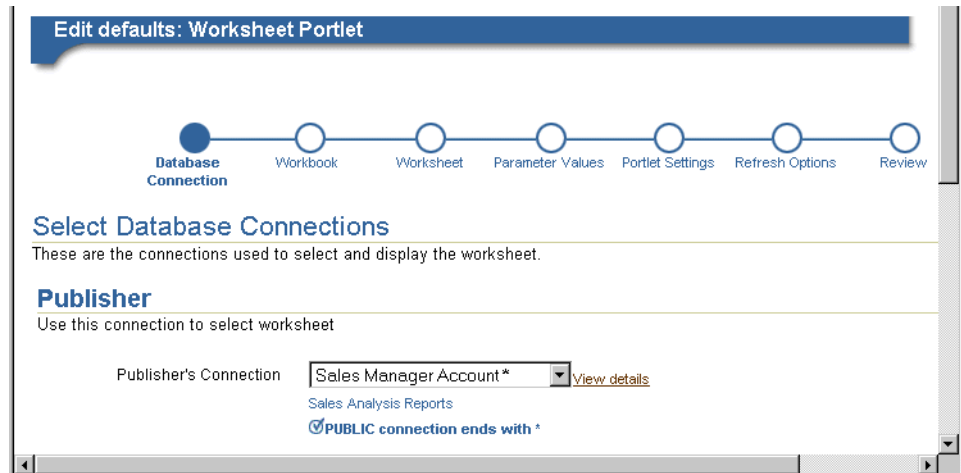 Edit defaults: Worksheet Portlet
Database Connection
Workbook
Worksheet
Parameter Values
Portlet Settings
Refresh Options
Review
Select Database Connections
These are the connections used to select and display the worksheet.
Publisher
Use this connection to select worksheet
Publisher's Connection Sales Manager Account* View details
Sales Analysis Reports
PUBLIC connection ends with *